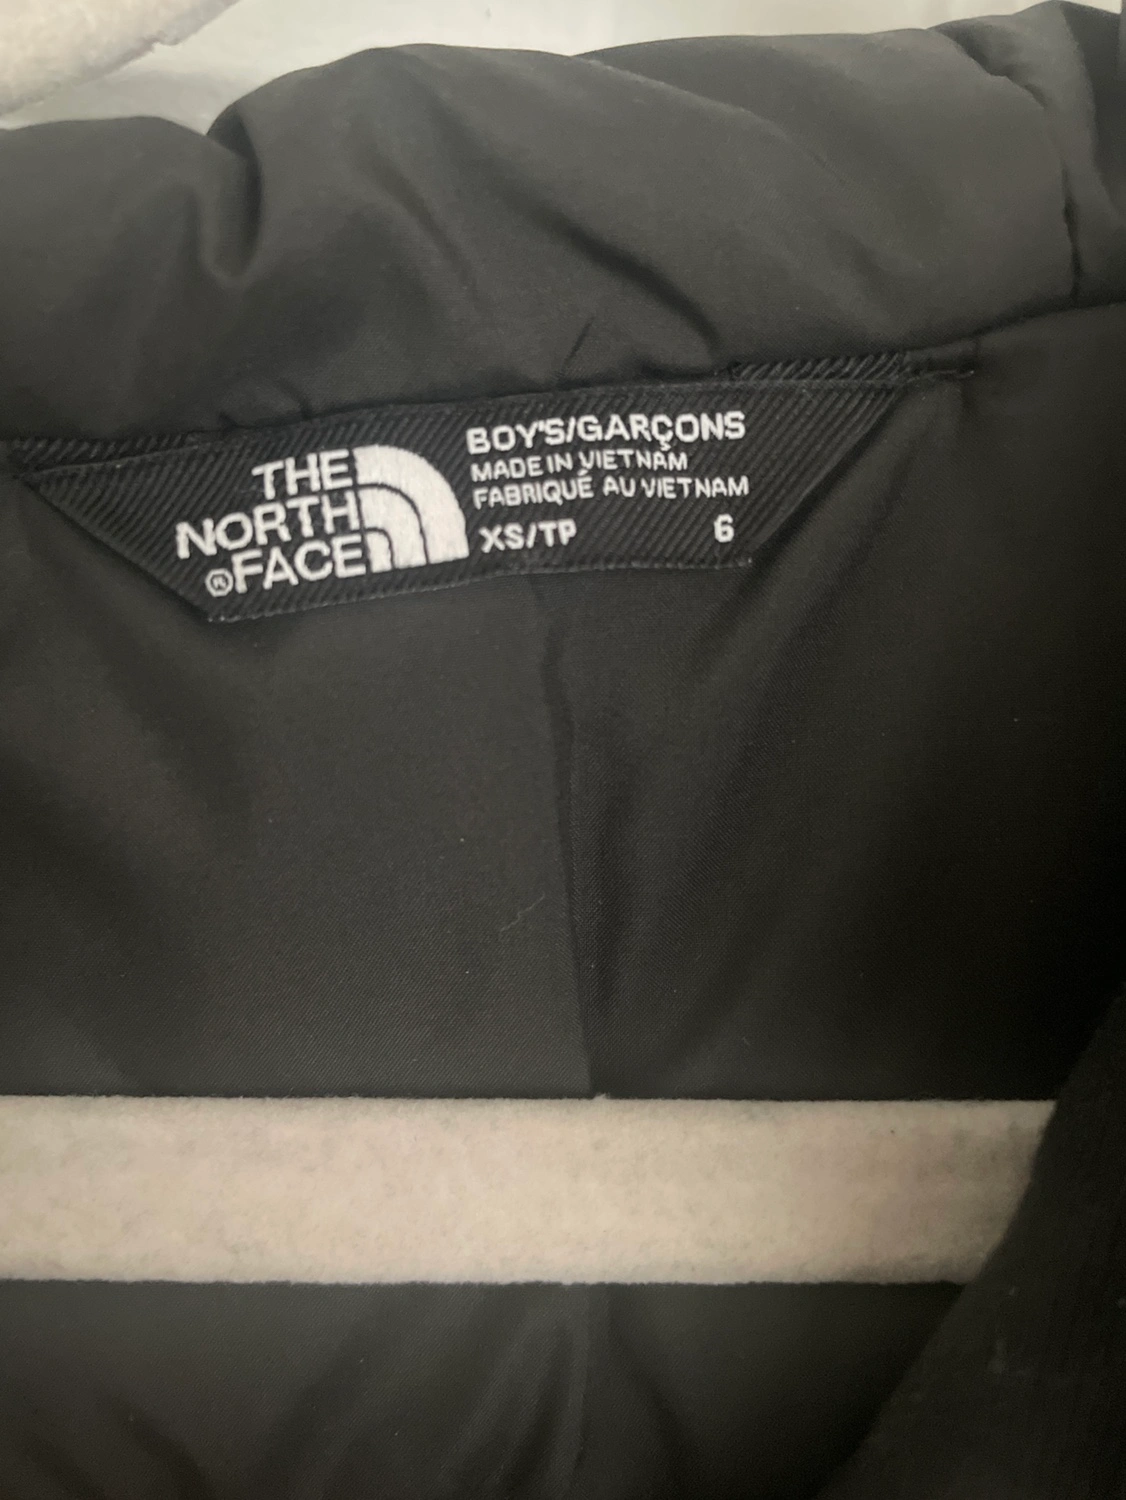 THE
NORTH
®FACE
BOY'S/GARÇONS
MADE IN VIETNAM
FABRIQUÉ AU VIETNAM
XS/TP 6